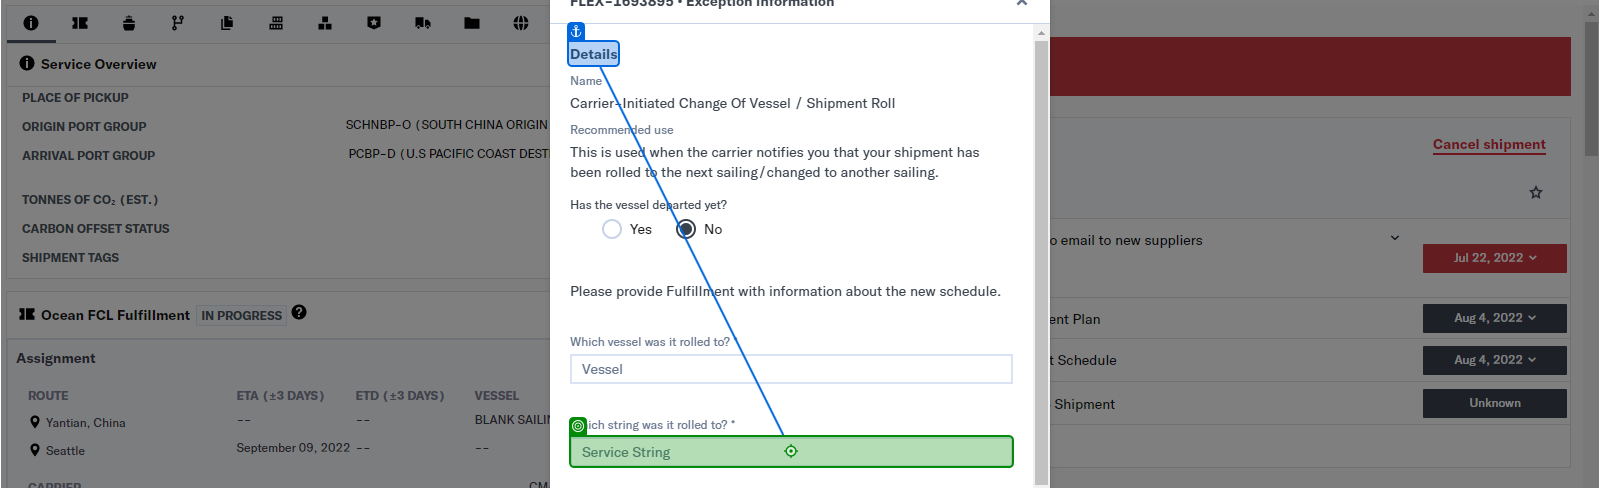 FLEX-1693895 • Exception Information
Service Overview
PLACE OF PICKUP
ORIGIN PORT GROUP
SCHNBP-O (SOUTH CHINA ORIGIN
ARRIVAL PORT GROUP
PCBP-D (U.S PACIFIC COAST DEST
TONNES OF CO₂ (EST.)
CARBON OFFSET STATUS
SHIPMENT TAGS
Ocean FCL Fulfillment IN PROGRESS
Assignment
ROUTE ETA (±3 DAYS) ETD (±3 DAYS) VESSEL
Yantian, China -- -- BLANK SAILIN
Seattle September 09, 2022 -- --
CARRIER CM
Details
Name
Carrier-Initiated Change Of Vessel / Shipment Roll
Recommended use
This is used when the carrier notifies you that your shipment has
been rolled to the next sailing/changed to another sailing.
Has the vessel departed yet?
Yes No
Please provide Fulfillment with information about the new schedule.
Which vessel was it rolled to? *
Vessel
ich string was it rolled to? *
Service String
Cancel shipment
o email to new suppliers
Jul 22, 2022
ent Plan
Aug 4, 2022
t Schedule
Aug 4, 2022
Shipment
Unknown